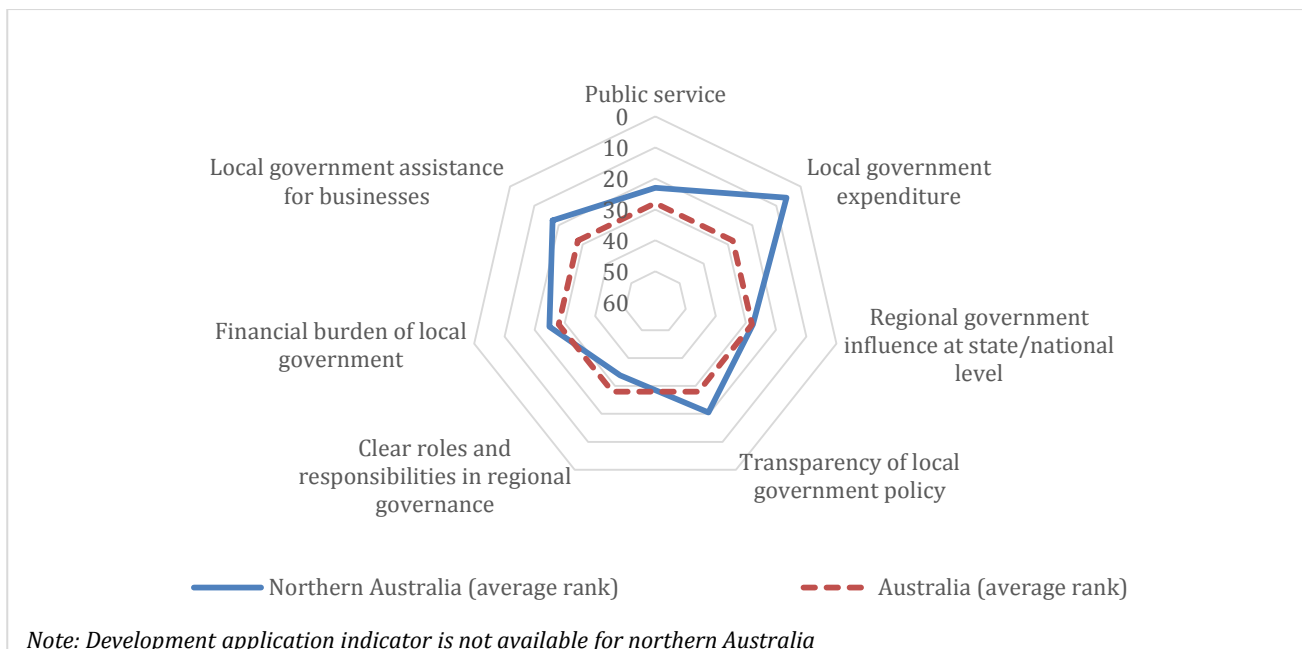 Public service
0
10
20
30
40
50
60
Local government assistance
for businesses
Local government
expenditure
Financial burden of local
government
Regional government
influence at state/national
level
Clear roles and
responsibilities in regional
governance
Transparency of local
government policy
Northern Australia (average rank)
Australia (average rank)
Note: Development application indicator is not available for northern Australia